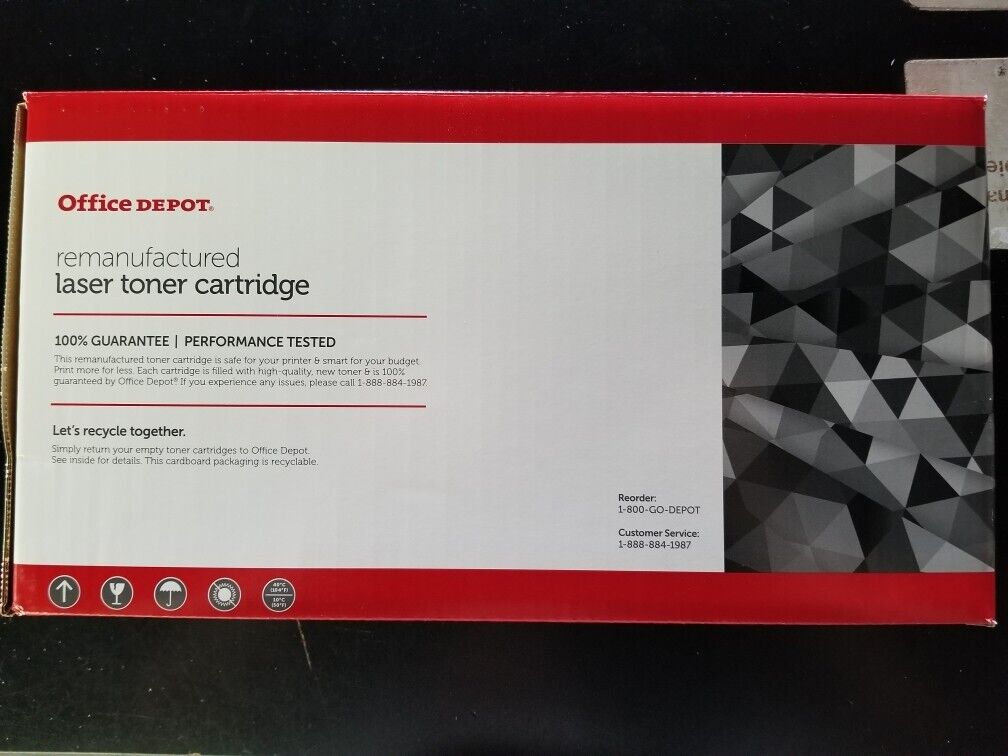 Office DEPOT®
remanufactured
laser toner cartridge
100% GUARANTEE | PERFORMANCE TESTED
This remanufactured toner cartridge is safe for your printer & smart for your budget.
Print more for less. Each cartridge is filled with high-quality, new toner & is 100%
guaranteed by Office Depot® If you experience any issues, please call 1-888-884-1987.
Let's recycle together.
Simply return your empty toner cartridges to Office Depot.
See inside for details. This cardboard packaging is recyclable.
Reorder:
1-800-GO-DEPOT
Customer Service:
1-888-884-1987
40°C
(104°F)
10°C
(50°F)